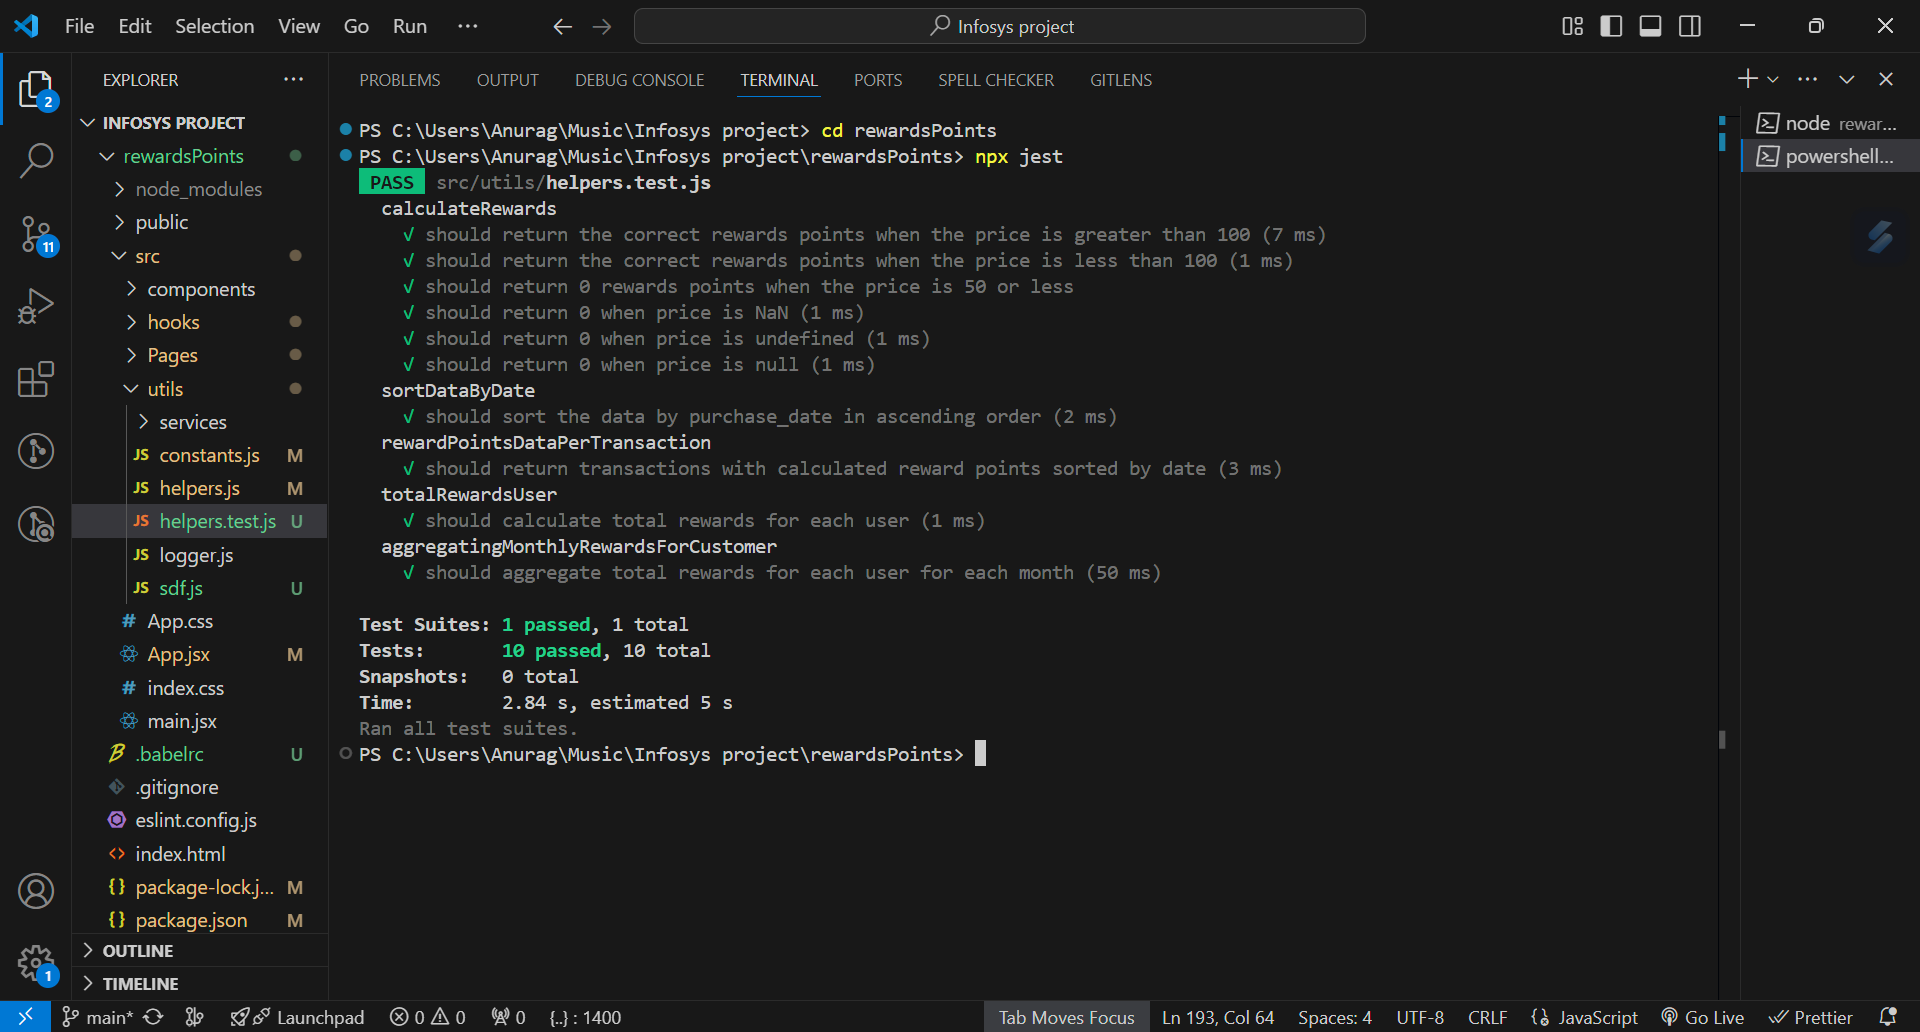 File Edit Selection View Go Run ··· Infosys project
EXPLORER ···
INFOSYS PROJECT
rewardsPoints
node_modules
public
src
components
hooks
Pages
utils
services
JS constants.js M
JS helpers.js M
JS helpers.test.js U
JS logger.js
JS sdf.js U
# App.css
App.jsx M
# index.css
main.jsx
.babelrc U
.gitignore
eslint.config.js
<> index.html
{} package-lock.j... M
{} package.json M
OUTLINE
TIMELINE
2
11
1
PROBLEMS OUTPUT DEBUG CONSOLE TERMINAL PORTS SPELL CHECKER GITLENS
PS C:\Users\Anurag\Music\Infosys project> cd rewardsPoints
PS C:\Users\Anurag\Music\Infosys project\rewardsPoints> npx jest
PASS src/utils/helpers.test.js
calculateRewards
√ should return the correct rewards points when the price is greater than 100 (7 ms)
√ should return the correct rewards points when the price is less than 100 (1 ms)
√ should return 0 rewards points when the price is 50 or less
√ should return 0 when price is NaN (1 ms)
√ should return 0 when price is undefined (1 ms)
√ should return 0 when price is null (1 ms)
sortDataByDate
√ should sort the data by purchase_date in ascending order (2 ms)
rewardPointsDataPerTransaction
√ should return transactions with calculated reward points sorted by date (3 ms)
totalRewardsUser
√ should calculate total rewards for each user (1 ms)
aggregatingMonthlyRewardsForCustomer
√ should aggregate total rewards for each user for each month (50 ms)
Test Suites: 1 passed, 1 total
Tests: 10 passed, 10 total
Snapshots: 0 total
Time: 2.84 s, estimated 5 s
Ran all test suites.
PS C:\Users\Anurag\Music\Infosys project\rewardsPoints>
node rewar...
powershell...
main* Launchpad 0 0 0 {..} : 1400 Tab Moves Focus Ln 193, Col 64 Spaces: 4 UTF-8 CRLF JavaScript Go Live Prettier